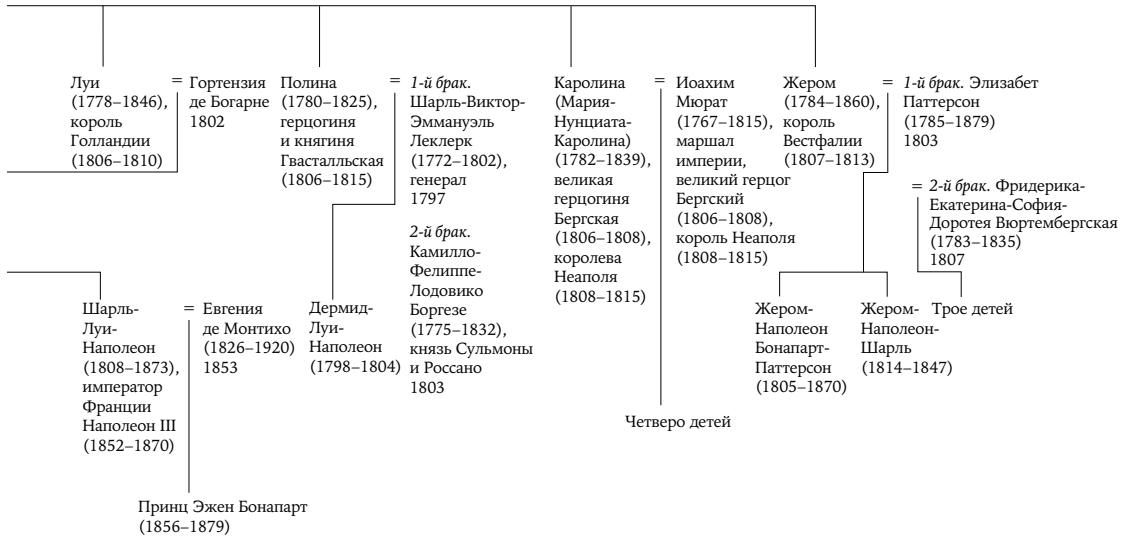 Луи
(1778–1846),
король
Голландии
(1806–1810)
= Гортензия
де Богарне
1802
Полина
(1780–1825),
герцогиня
и княгиня
Гвасталльская
(1806–1815)
= 1-й брак.
Шарль-Виктор-
Эммануэль
Леклерк
(1772–1802),
генерал
1797
2-й брак.
Камилло-
Филиппе-
Лодовико
Боргезе
(1775–1832),
князь Сульмоны
и Россано
1803
Каролина
(Мария-
Нунциата-
Каролина)
(1782–1839),
великая
герцогиня
Бергская
(1806–1808),
королева
Неаполя
(1808–1815)
= Иоахим
Мюрат
(1767–1815),
маршал
империи,
великий герцог
Бергский
(1806–1808),
король Неаполя
(1808–1815)
Жером
(1784–1860),
король
Вестфалии
(1807–1813)
= 1-й брак. Элизабет
Паттерсон
(1785–1879)
1803
= 2-й брак. Фридерика-
Екатерина-София-
Доротея Вюртембергская
(1783–1835)
1807
Шарль-
Луи-
Наполеон
(1808–1873),
император
Франции
Наполеон III
(1852–1870)
= Евгения
де Монтихо
(1826–1920)
1853
Дермид-
Луи-
Наполеон
(1798–1804)
Жером-
Наполеон
Бонапарт-
Паттерсон
(1805–1870)
Жером-
Наполеон-
Шарль
(1814–1847)
Трое детей
Четверо детей
Принц Эжен Бонапарт
(1856–1879)